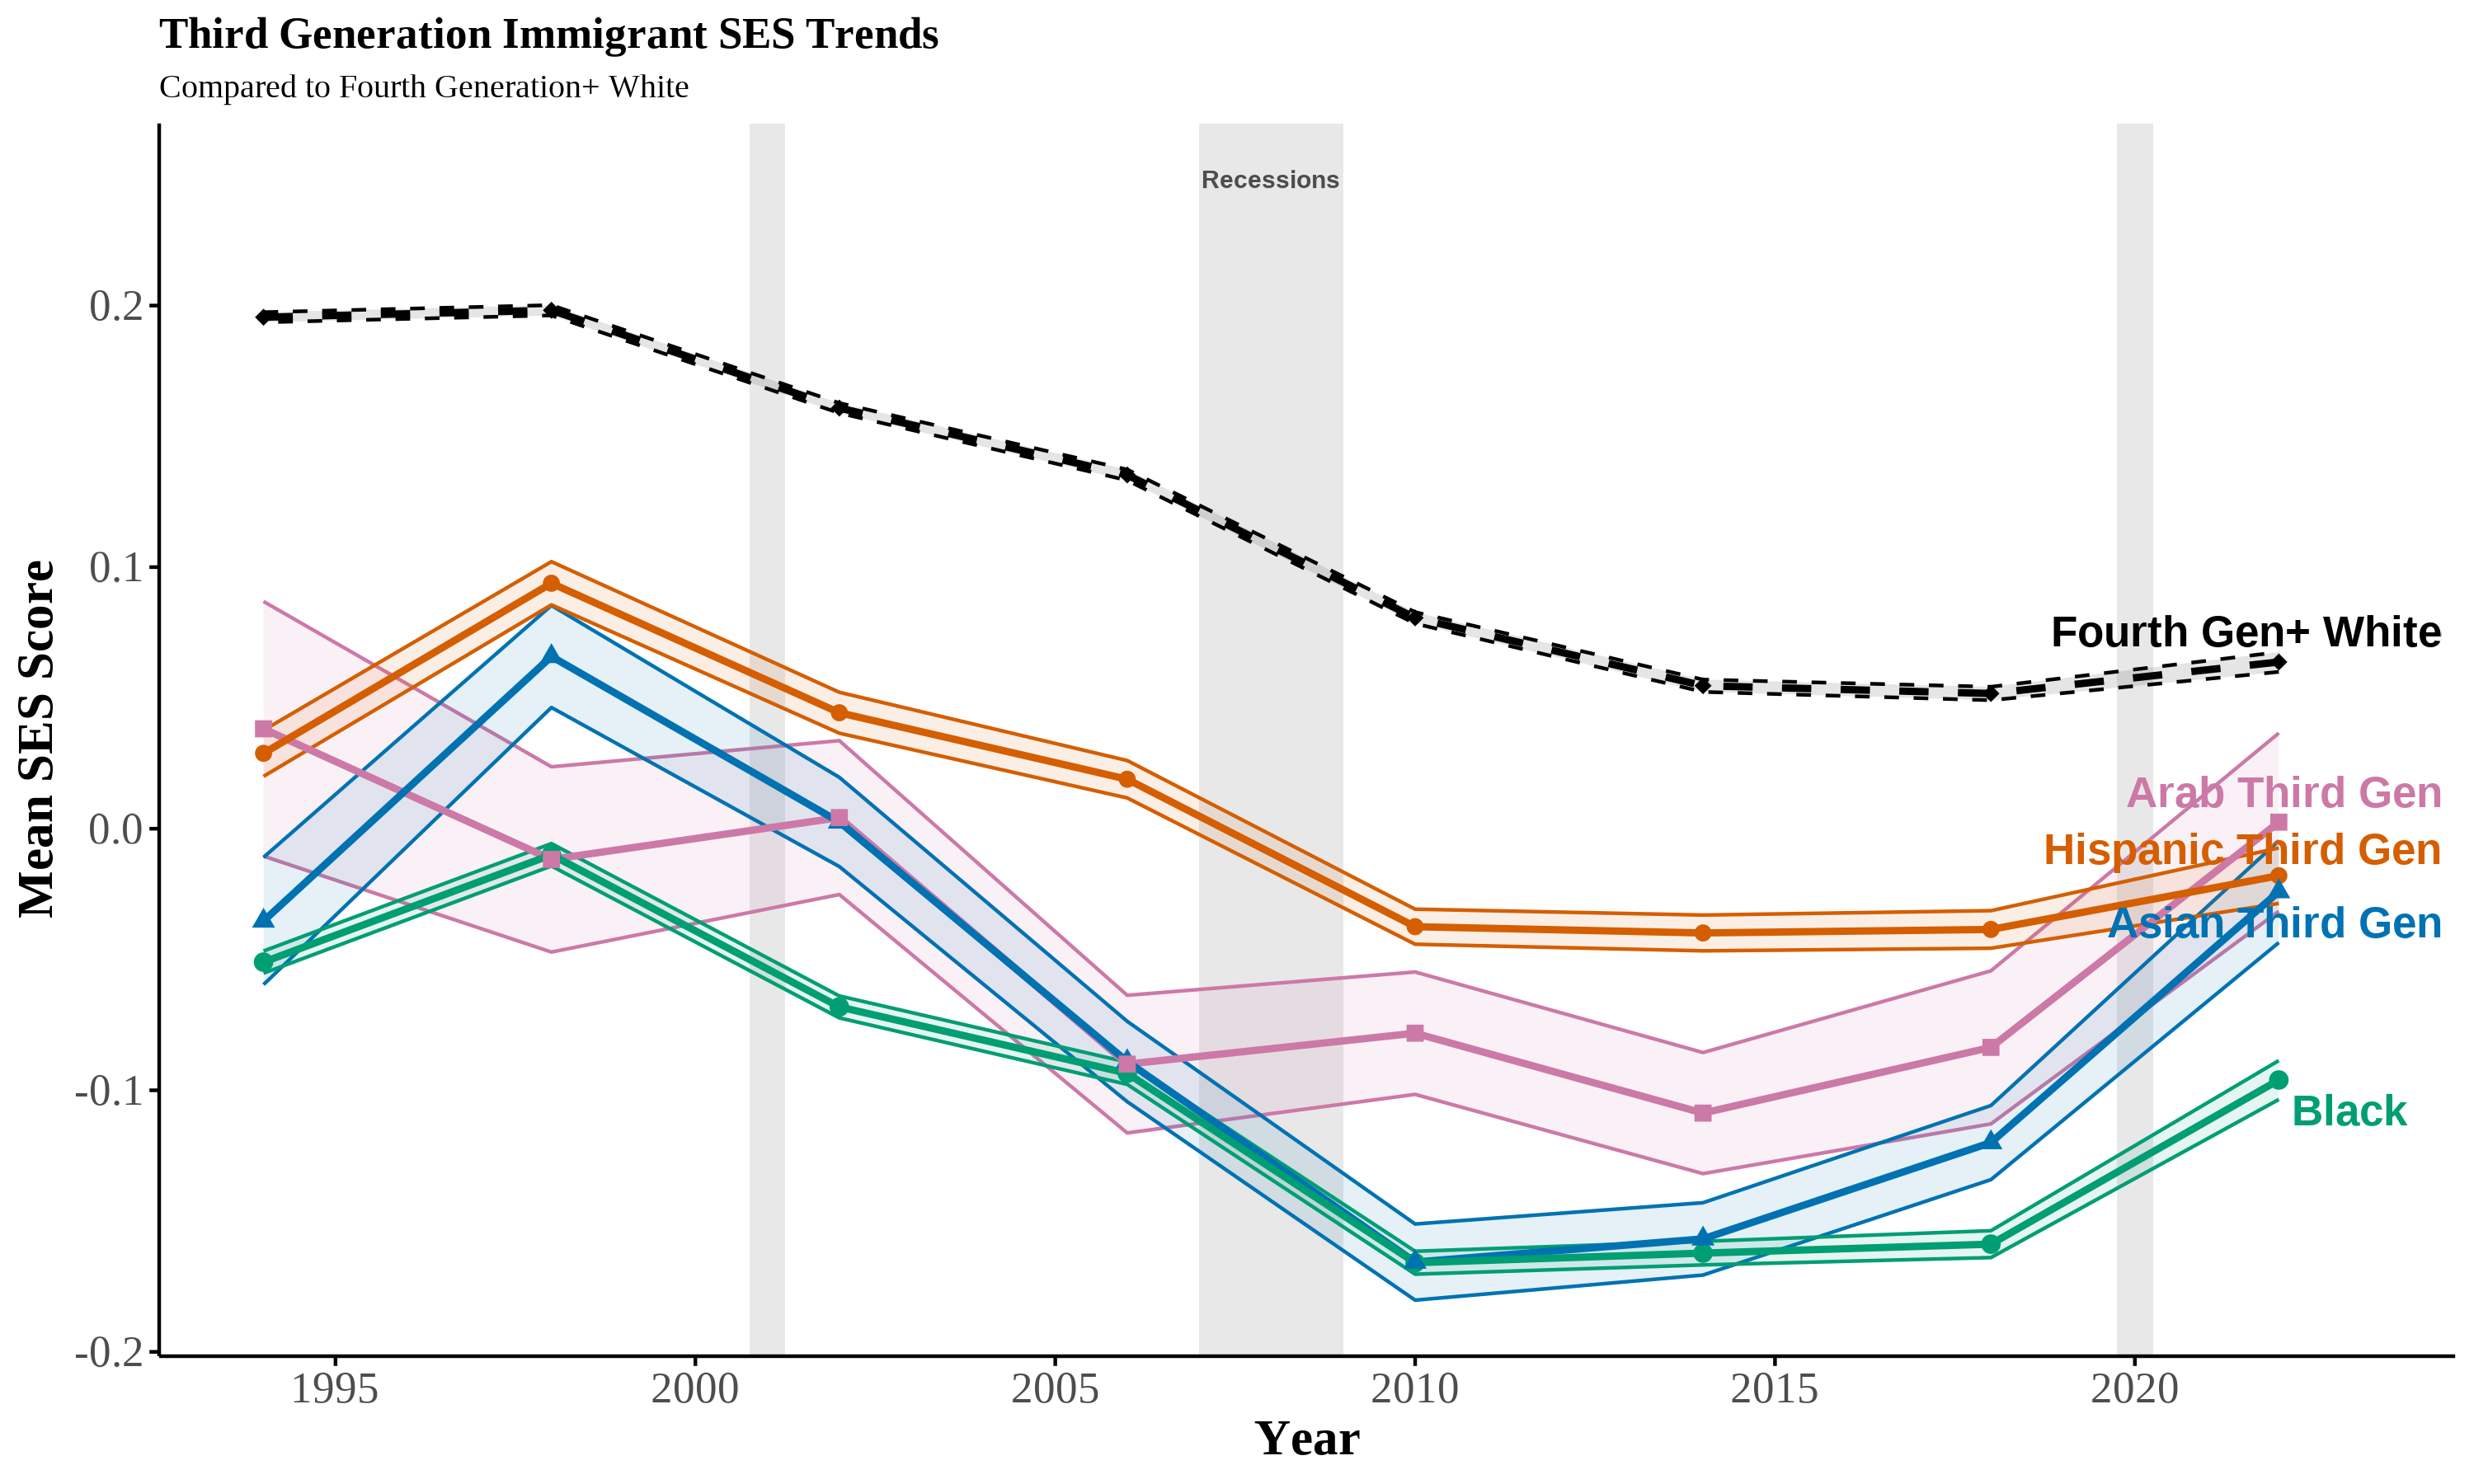 Third Generation Immigrant SES Trends
Compared to Fourth Generation+ White
Recessions
0.2
0.1
0.0
-0.1
-0.2
Mean SES Score
Fourth Gen+ White
Arab Third Gen
Hispanic Third Gen
Asian Third Gen
Black
1995 2000 2005 2010 2015 2020
Year